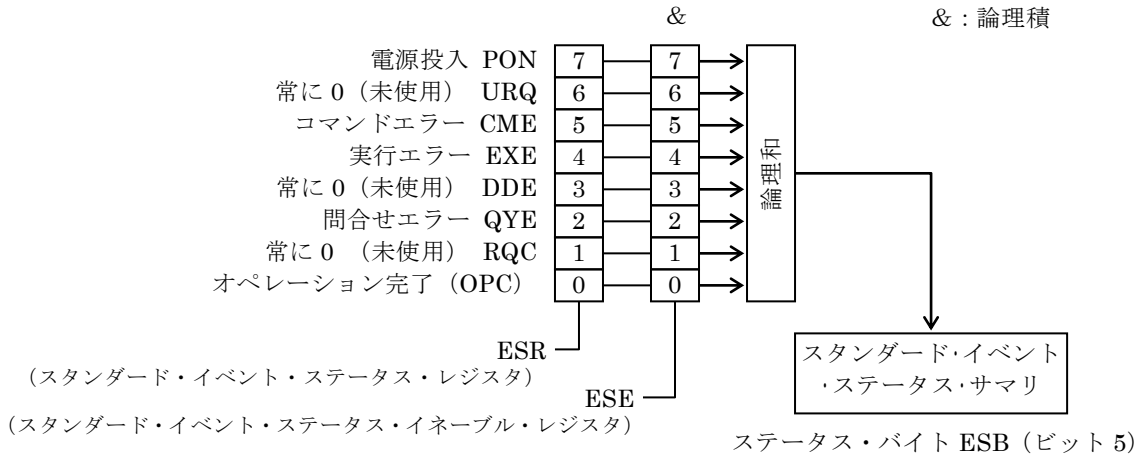 &
&：論理積
電源投入 PON 7 7
常に 0（未使用） URQ 6 6
コマンドエラー CME 5 5
実行エラー EXE 4 4
常に 0（未使用） DDE 3 3
問合せエラー QYE 2 2
常に 0 （未使用） RQC 1 1
オペレーション完了（OPC） 0 0
論理和
ESR
（スタンダード・イベント・ステータス・レジスタ）
ESE
（スタンダード・イベント・ステータス・イネーブル・レジスタ）
スタンダード・イベント
・ステータス・サマリ
ステータス・バイト ESB（ビット 5）